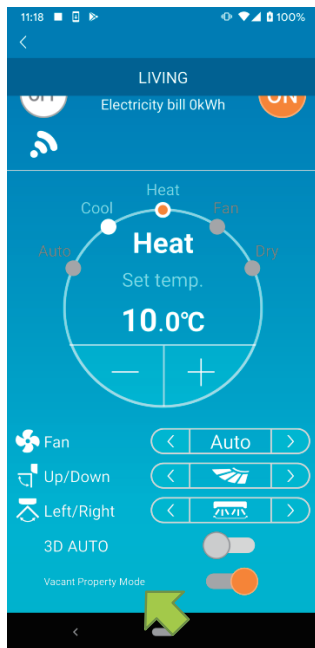 11:18
100%
LIVING
OFF
Electricity bill 0kWh
ON
Heat
Cool
Fan
Auto
Heat
Dry
Set temp.
10.0°C
Fan
Auto
Up/Down
Left/Right
3D AUTO
Vacant Property Mode